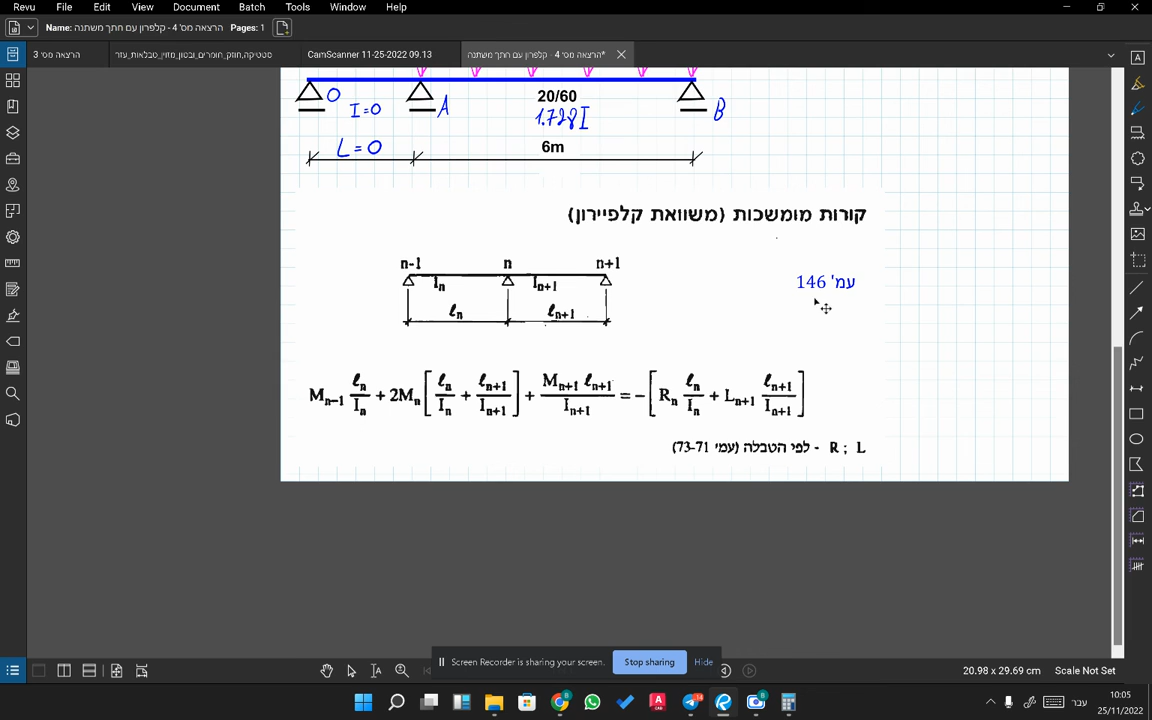 Revu File Edit View Document Batch Tools Window Help
Name: הרצאה מס' 4 - קלפרון עם חתך משתנה Pages: 1
הרצאה מס' 3
סטטיקה,חוזק,חומרים,ובטון_מזוין_טבלאות_עזר
CamScanner 11-25-2022 09.13
הרצאה מס' 4 - קלפרון עם חתך משתנה*
O A 20/60 B
I=0 1.728I
L = 0 6m
קורות מומשכות (משוואת קלפיירון)
n-1 n n+1
עמ' 146
Iₙ Iₙ₊₁
ℓₙ ℓₙ₊₁
Mₙ₋₁ ℓₙ/Iₙ + 2Mₙ [ℓₙ/Iₙ + ℓₙ₊₁/Iₙ₊₁] + Mₙ₊₁ ℓₙ₊₁/Iₙ₊₁ = -[Rₙ ℓₙ/Iₙ + Lₙ₊₁ ℓₙ₊₁/Iₙ₊₁]
R ; L - לפי הטבלה (עמי 73-71)
Screen Recorder is sharing your screen. Stop sharing Hide
20.98 x 29.69 cm Scale Not Set
עבר 10:05
25/11/2022